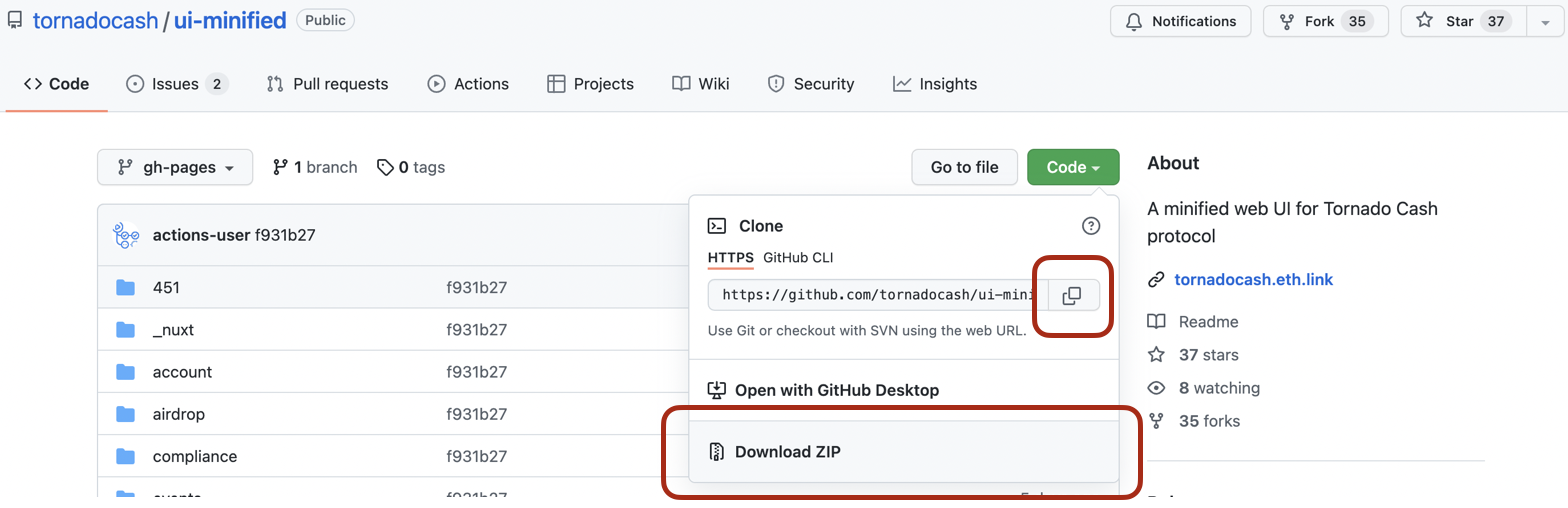 tornadocash / ui-minified Public
Notifications Fork 35 Star 37
Code Issues 2 Pull requests Actions Projects Wiki Security Insights
gh-pages 1 branch 0 tags Go to file Code
actions-user f931b27
451 f931b27
_nuxt f931b27
account f931b27
airdrop f931b27
compliance f931b27
Clone
HTTPS GitHub CLI
https://github.com/tornadocash/ui-mini
Use Git or checkout with SVN using the web URL.
Open with GitHub Desktop
Download ZIP
About
A minified web UI for Tornado Cash
protocol
tornadocash.eth.link
Readme
37 stars
8 watching
35 forks